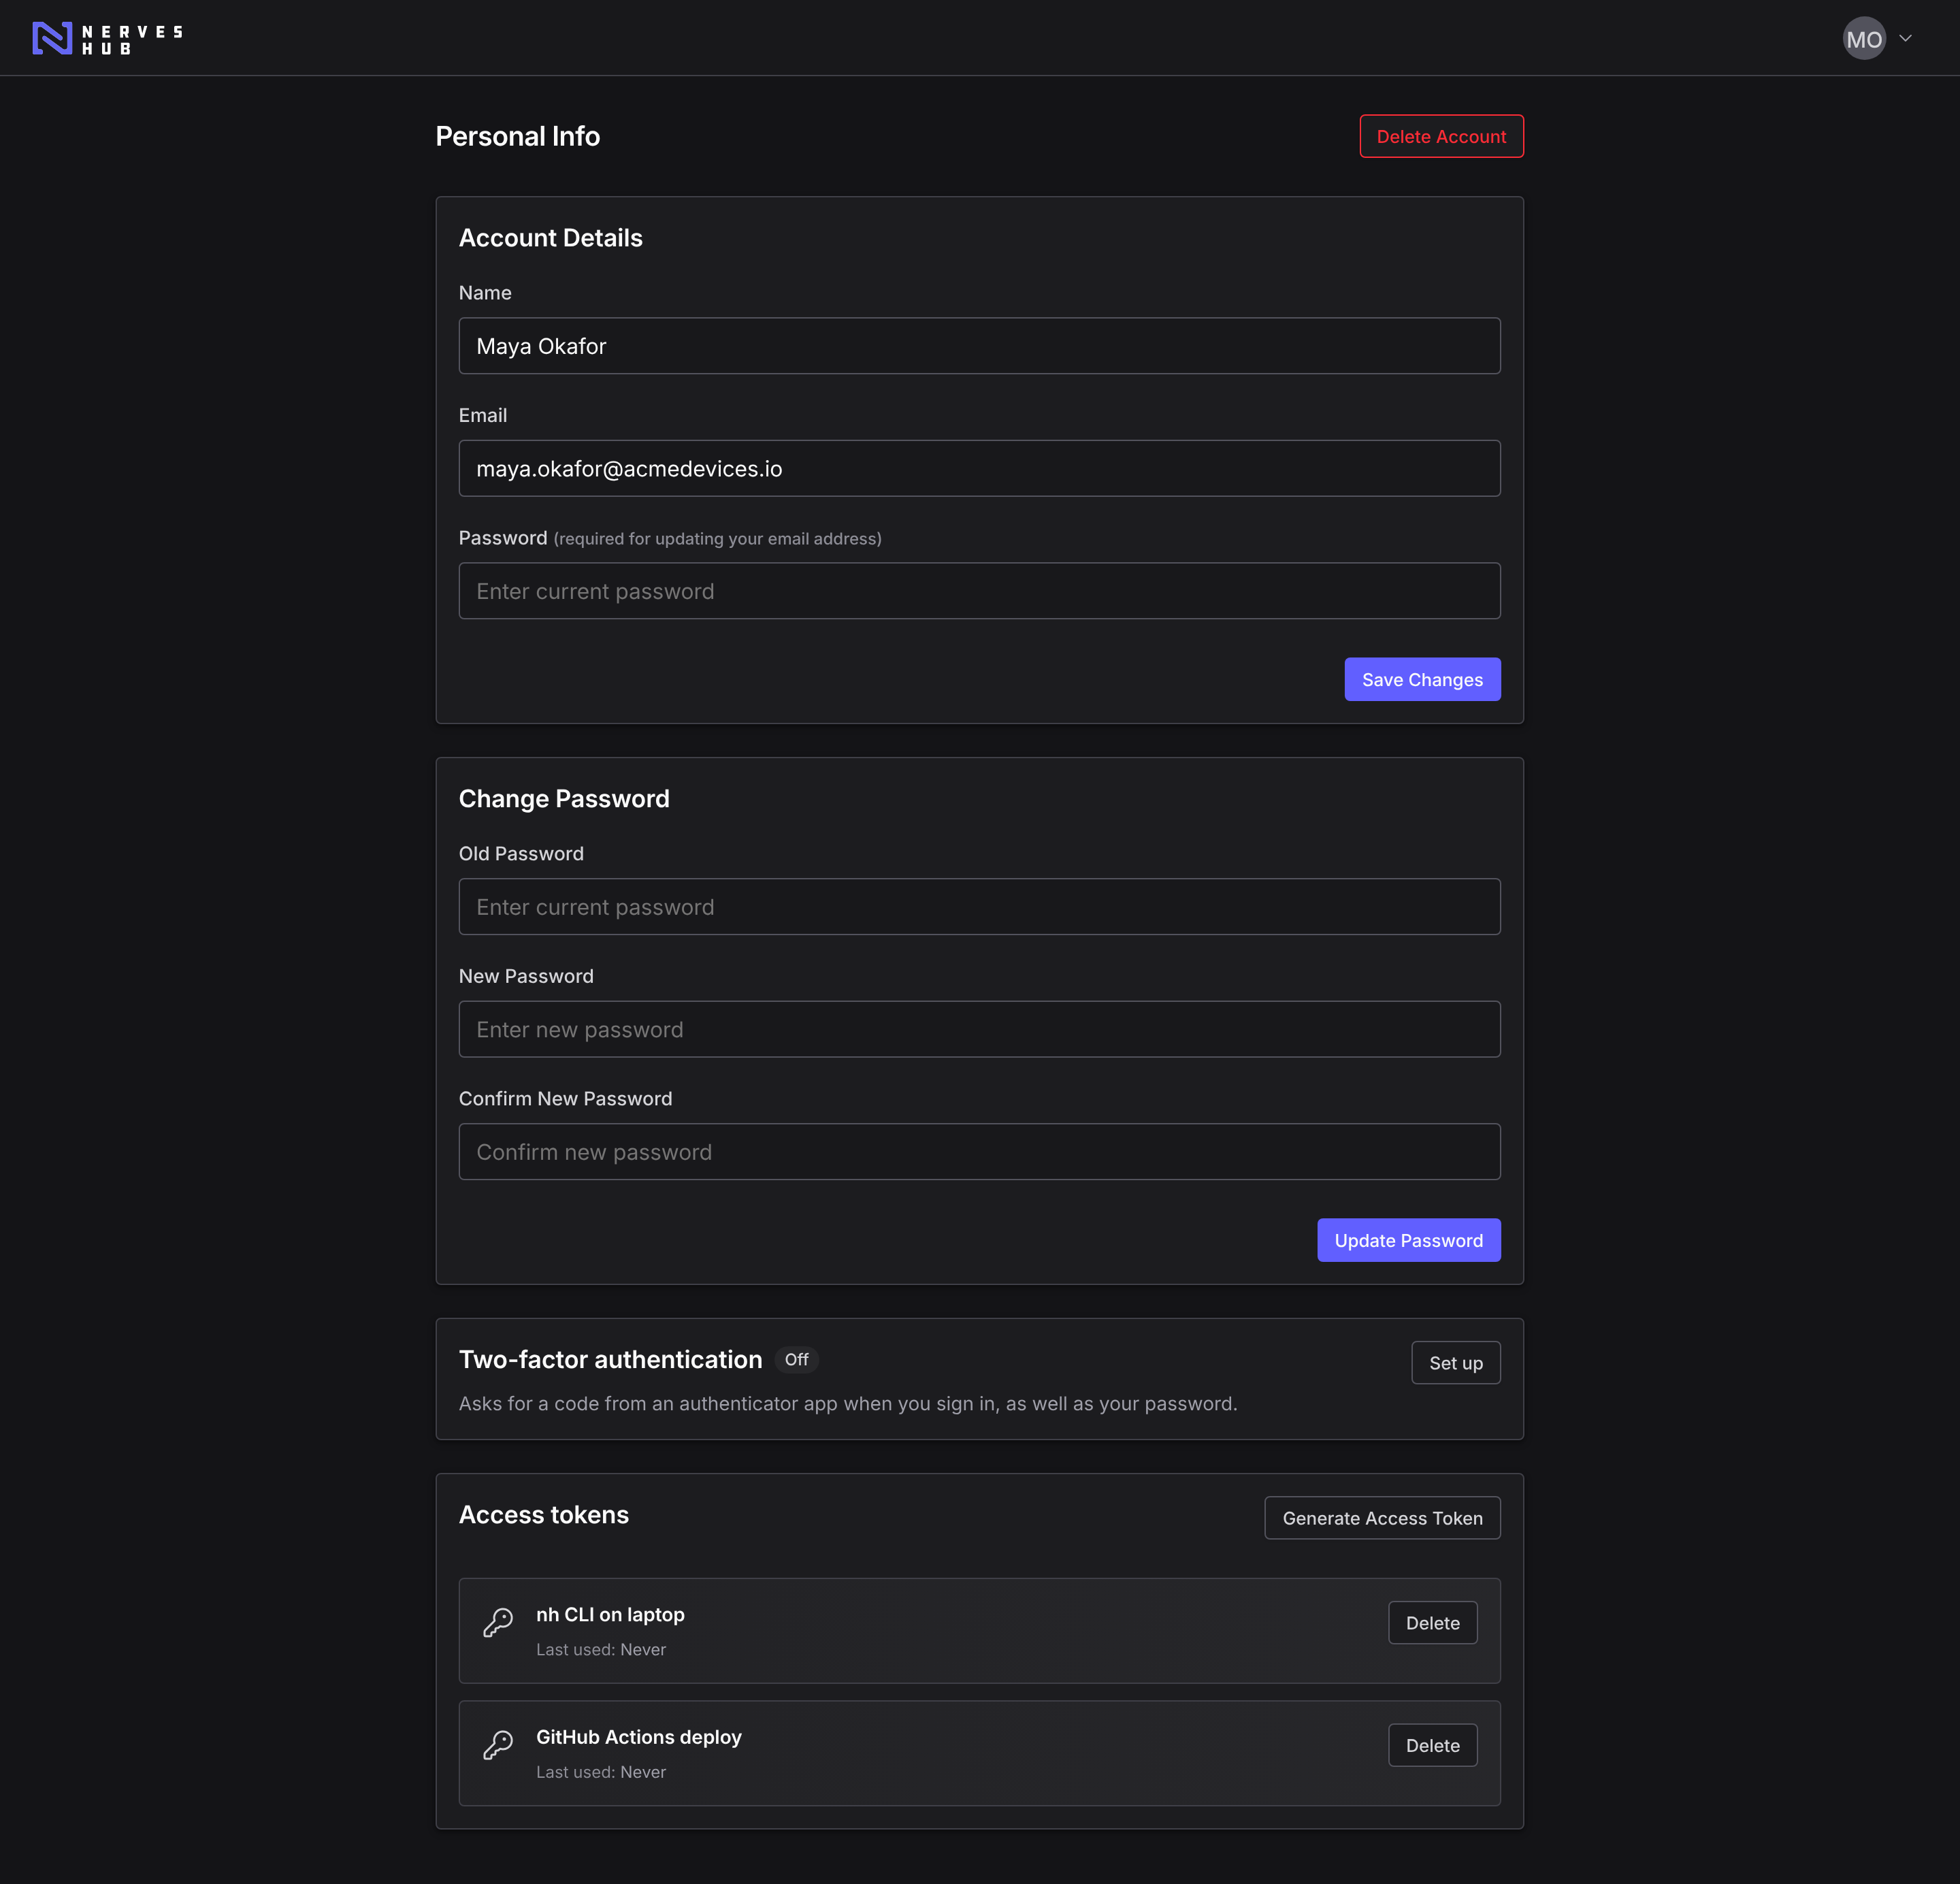 NERVES
HUB
MO
Personal Info
Delete Account
Account Details
Name
Maya Okafor
Email
maya.okafor@acmedevices.io
Password (required for updating your email address)
Enter current password
Save Changes
Change Password
Old Password
Enter current password
New Password
Enter new password
Confirm New Password
Confirm new password
Update Password
Two-factor authentication Off
Set up
Asks for a code from an authenticator app when you sign in, as well as your password.
Access tokens
Generate Access Token
nh CLI on laptop
Last used: Never
Delete
GitHub Actions deploy
Last used: Never
Delete